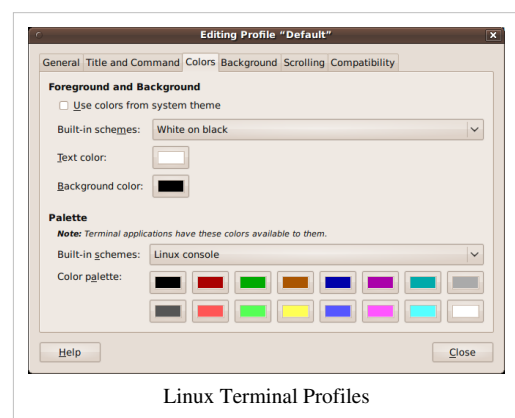 Editing Profile “Default”
General Title and Command Colors Background Scrolling Compatibility
Foreground and Background
Use colors from system theme
Built-in schemes: White on black
Text color:
Background color:
Palette
Note: Terminal applications have these colors available to them.
Built-in schemes: Linux console
Color palette:
Help Close
Linux Terminal Profiles